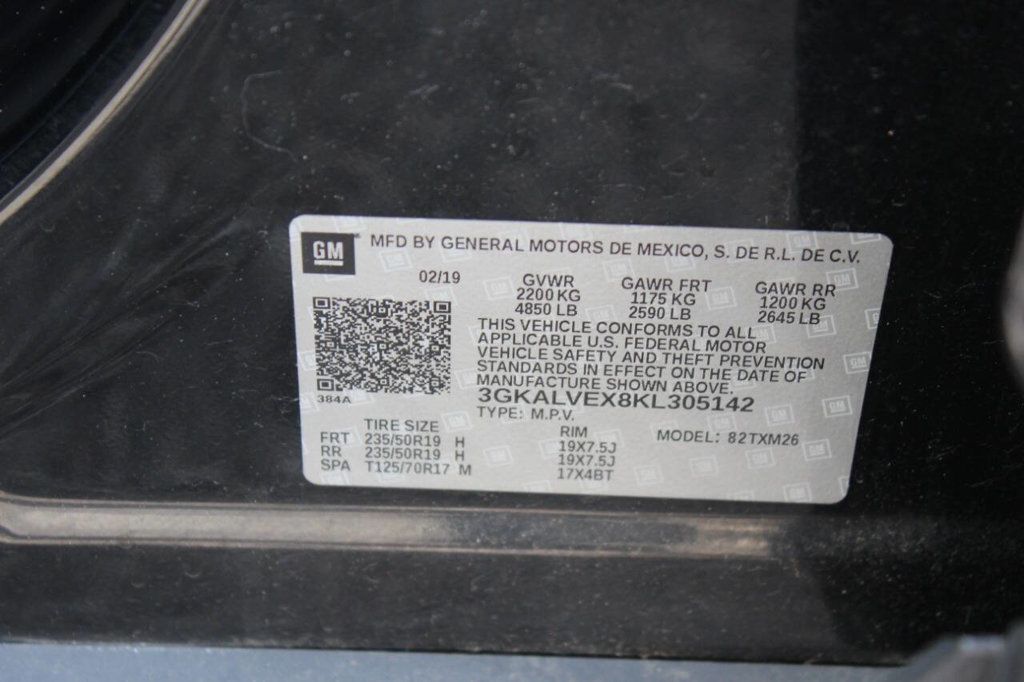 GM MFD BY GENERAL MOTORS DE MEXICO, S. DE R.L. DE C.V.
02/19 GVWR GAWR FRT GAWR RR
2200 KG 1175 KG 1200 KG
4850 LB 2590 LB 2645 LB
THIS VEHICLE CONFORMS TO ALL
APPLICABLE U.S. FEDERAL MOTOR
VEHICLE SAFETY AND THEFT PREVENTION
STANDARDS IN EFFECT ON THE DATE OF
MANUFACTURE SHOWN ABOVE.
384A 3GKALVEX8KL305142
TYPE: M.P.V.
TIRE SIZE RIM MODEL: 82TXM26
FRT 235/50R19 H 19X7.5J
RR 235/50R19 H 19X7.5J
SPA T125/70R17 M 17X4BT